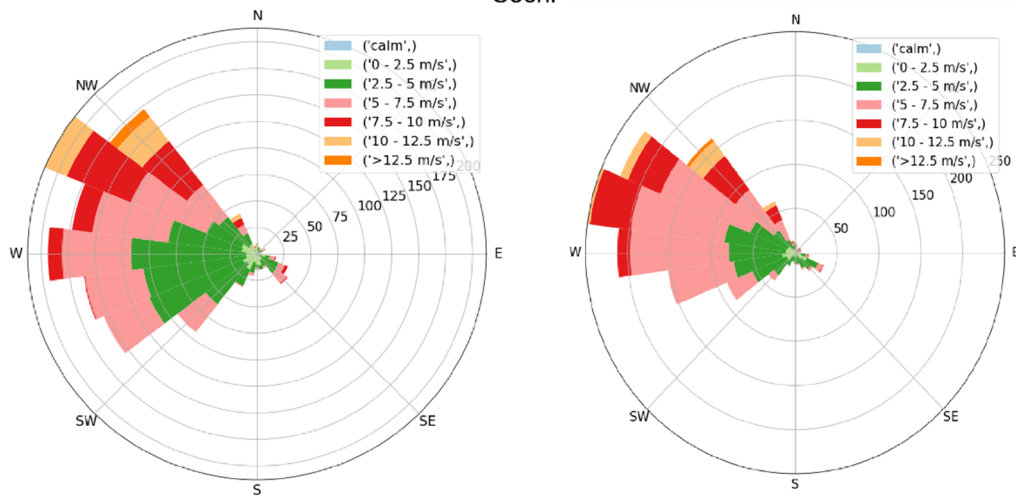 N
NW
W
SW
S
SE
E
('calm',)
('0 - 2.5 m/s',)
('2.5 - 5 m/s',)
('5 - 7.5 m/s',)
('7.5 - 10 m/s',)
('10 - 12.5 m/s',)
('>12.5 m/s',)
25
50
75
100
125
150
175
200
N
NW
W
SW
S
SE
('calm',)
('0 - 2.5 m/s',)
('2.5 - 5 m/s',)
('5 - 7.5 m/s',)
('7.5 - 10 m/s',)
('10 - 12.5 m/s',)
('>12.5 m/s',)
50
100
150
200
250